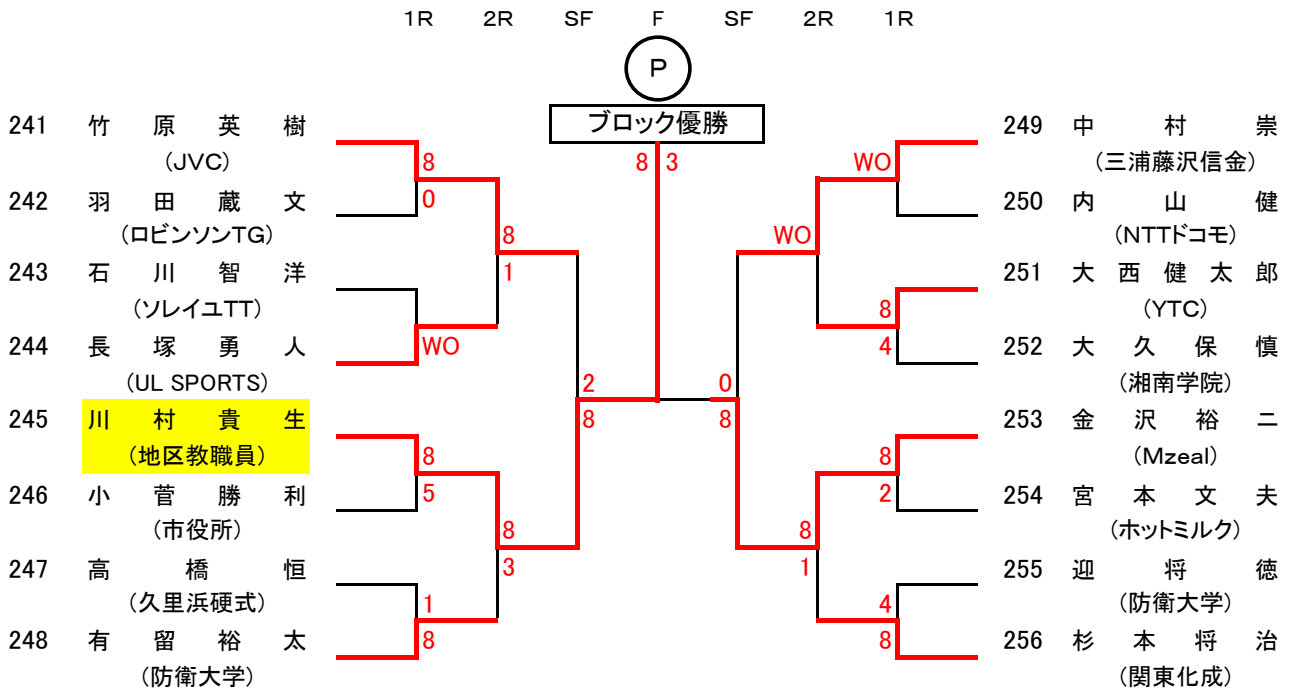 1R 2R SF F SF 2R 1R
P
ブロック優勝
8 3
241 竹原英樹
(JVC)
8
242 羽田蔵文
0
(ロビンソンTG)
8
243 石川智洋
1
(ソレイユTT)
244 長塚勇人
WO
(UL SPORTS)
2
245 川村貴生
8
(地区教職員)
8
246 小菅勝利
5
(市役所)
8
247 高橋恒
3
(久里浜硬式)
1
248 有留裕太
8
(防衛大学)
249 中村崇
WO
(三浦藤沢信金)
250 内山健
(NTTドコモ)
WO
251 大西健太郎
(YTC)
8
252 大久保慎
4
(湘南学院)
0
253 金沢裕二
8
(Mzeal)
8
254 宮本文夫
2
(ホットミルク)
8
255 迎将徳
1
(防衛大学)
4
256 杉本将治
8
(関東化成)